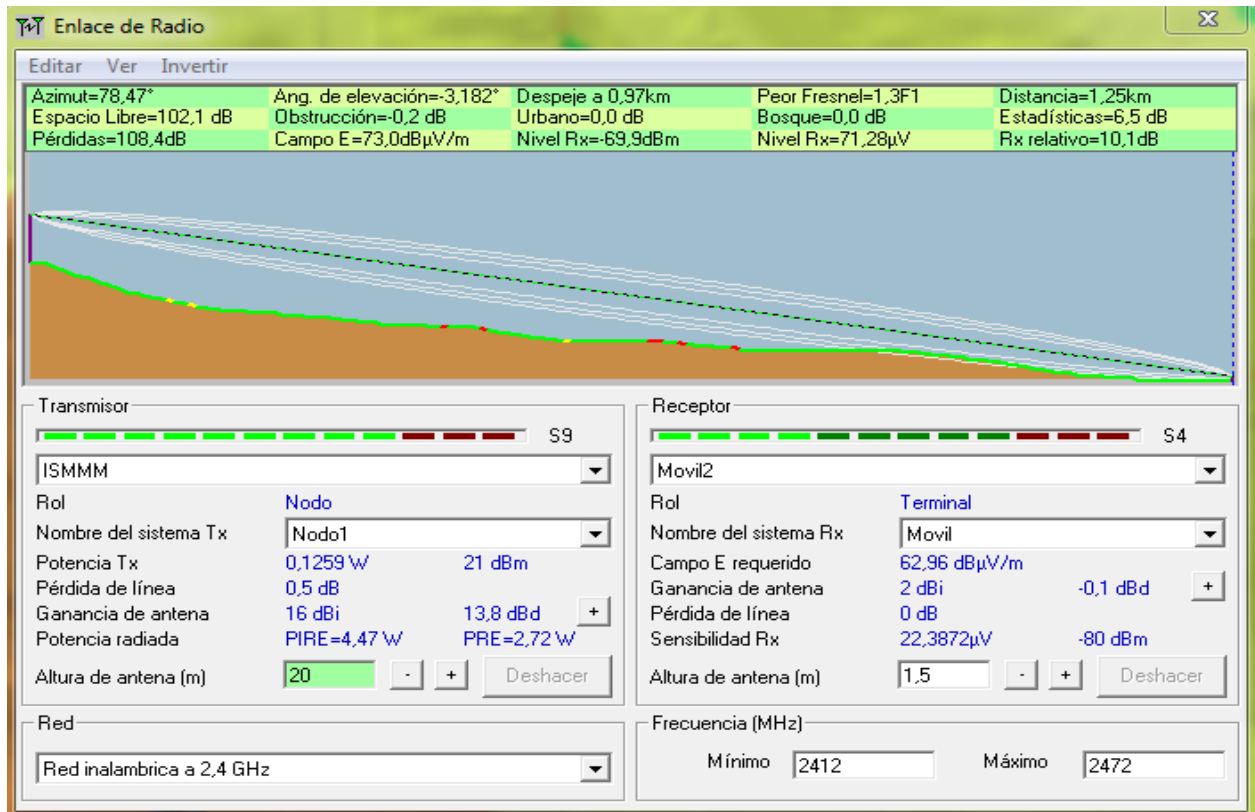 Enlace de Radio
Editar Ver Invertir
Azimut=78,47° Ang. de elevación=-3,182° Despeje a 0,97km Peor Fresnel=1,3F1 Distancia=1,25km
Espacio Libre=102,1 dB Obstrucción=-0,2 dB Urbano=0,0 dB Bosque=0,0 dB Estadísticas=6,5 dB
Pérdidas=108,4dB Campo E=73,0dBµV/m Nivel Rx=-69,9dBm Nivel Rx=71,28µV Rx relativo=10,1dB
Transmisor
S9
ISMMM
Rol Nodo
Nombre del sistema Tx Nodo1
Potencia Tx 0,1259 W 21 dBm
Pérdida de línea 0,5 dB
Ganancia de antena 16 dBi 13,8 dBd +
Potencia radiada PIRE=4,47 W PRE=2,72 W
Altura de antena (m) 20 - + Deshacer
Receptor
S4
Movil2
Rol Terminal
Nombre del sistema Rx Movil
Campo E requerido 62,96 dBµV/m
Ganancia de antena 2 dBi -0,1 dBd +
Pérdida de línea 0 dB
Sensibilidad Rx 22,3872µV -80 dBm
Altura de antena (m) 1,5 - + Deshacer
Red
Red inalambrica a 2,4 GHz
Frecuencia (MHz)
Mínimo 2412 Máximo 2472